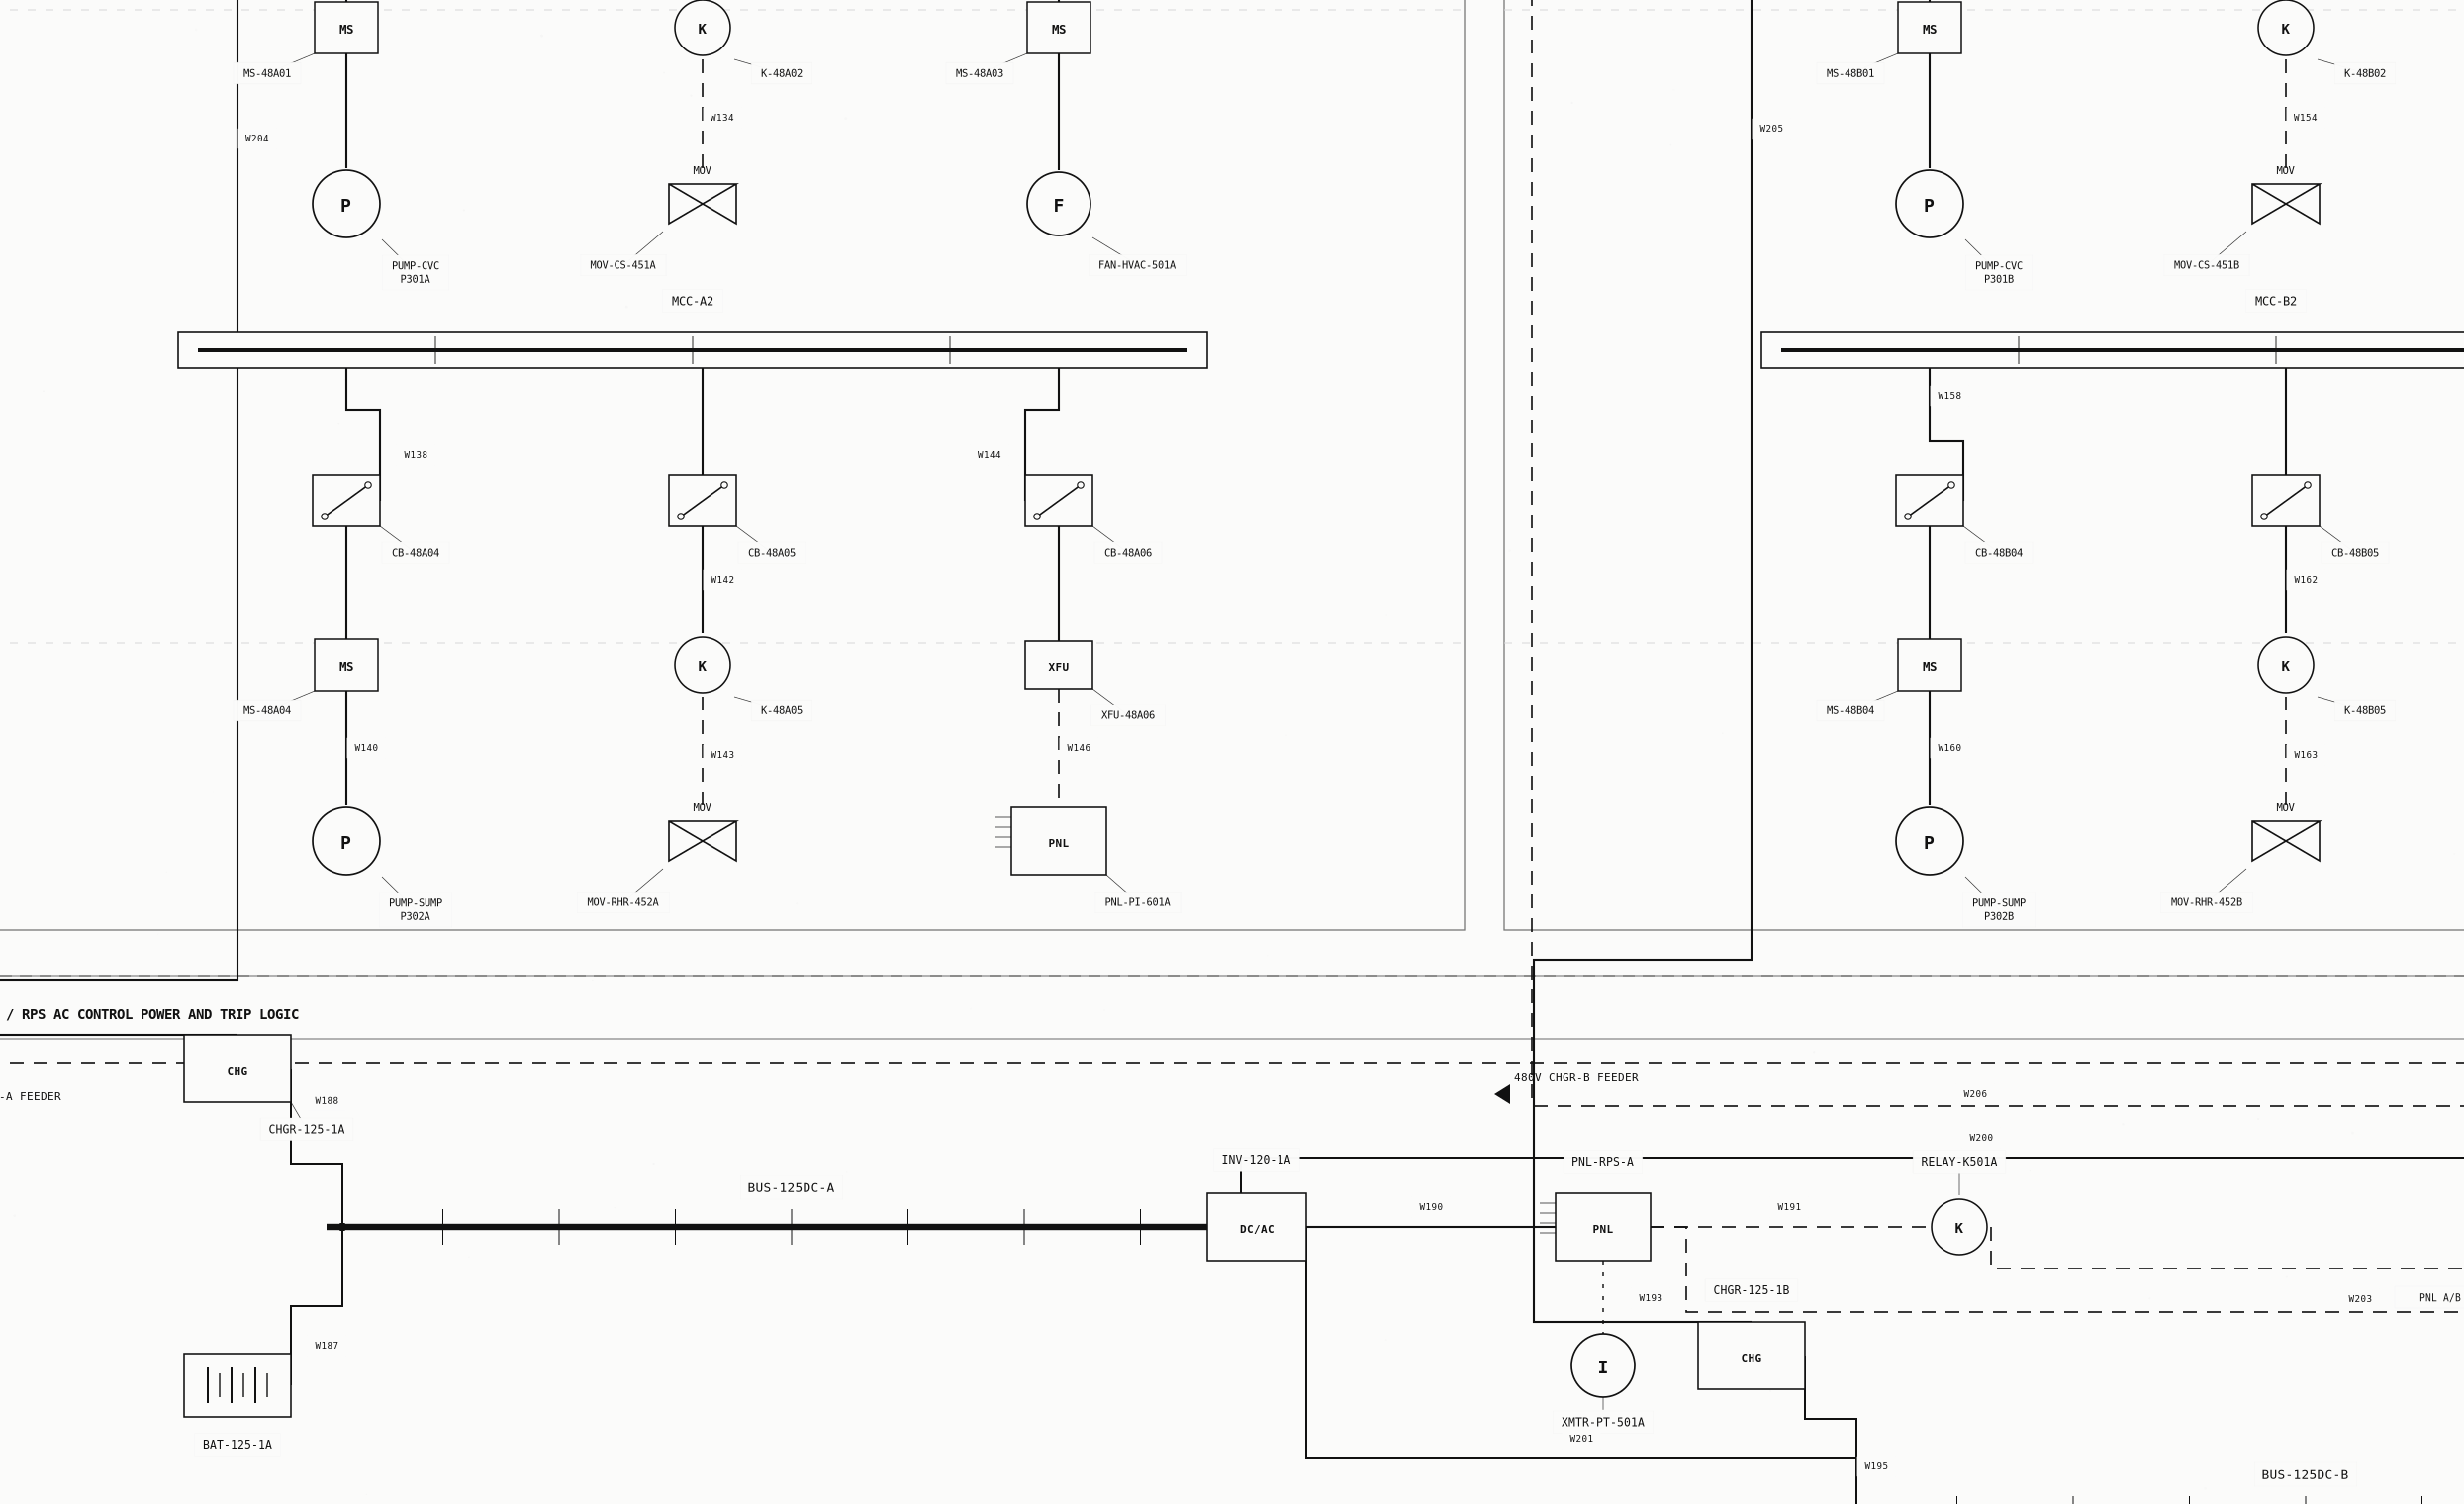 MS
K
MS
MS
K
MS-48A01
K-48A02
MS-48A03
MS-48B01
K-48B02
W134
W154
W205
W204
MOV
MOV
P
F
P
PUMP-CVC
P301A
MOV-CS-451A
FAN-HVAC-501A
PUMP-CVC
P301B
MOV-CS-451B
MCC-A2
MCC-B2
W158
W138
W144
CB-48A04
CB-48A05
CB-48A06
CB-48B04
CB-48B05
W142
W162
MS
K
XFU
MS
K
MS-48A04
K-48A05
XFU-48A06
MS-48B04
K-48B05
W140
W143
W146
W160
W163
MOV
MOV
P
PNL
P
PUMP-SUMP
P302A
MOV-RHR-452A
PNL-PI-601A
PUMP-SUMP
P302B
MOV-RHR-452B
/ RPS AC CONTROL POWER AND TRIP LOGIC
CHG
480V CHGR-B FEEDER
-A FEEDER
W188
W206
CHGR-125-1A
W200
INV-120-1A
PNL-RPS-A
RELAY-K501A
BUS-125DC-A
W190
W191
DC/AC
PNL
K
CHGR-125-1B
W193
W203
PNL A/B
W187
CHG
I
XMTR-PT-501A
W201
BAT-125-1A
W195
BUS-125DC-B